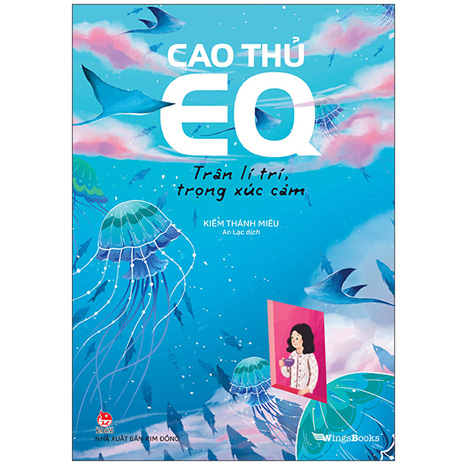 CAO THỦ
EQ
Trân lí trí,
trọng xúc cảm
KIẾM THÁNH MIÊU
An Lạc dịch
NHÀ XUẤT BẢN KIM ĐỒNG
WingsBooks